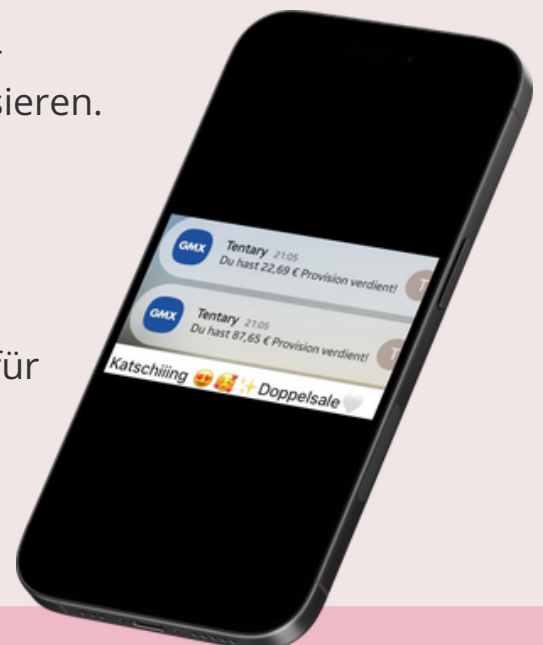 sieren.
für
GMX
Tentary 21:05
Du hast 22,69 € Provision verdient!
T
GMX
Tentary 21:05
Du hast 87,65 € Provision verdient!
T
Katschiiing 😍🥰✨Doppelsale🤍